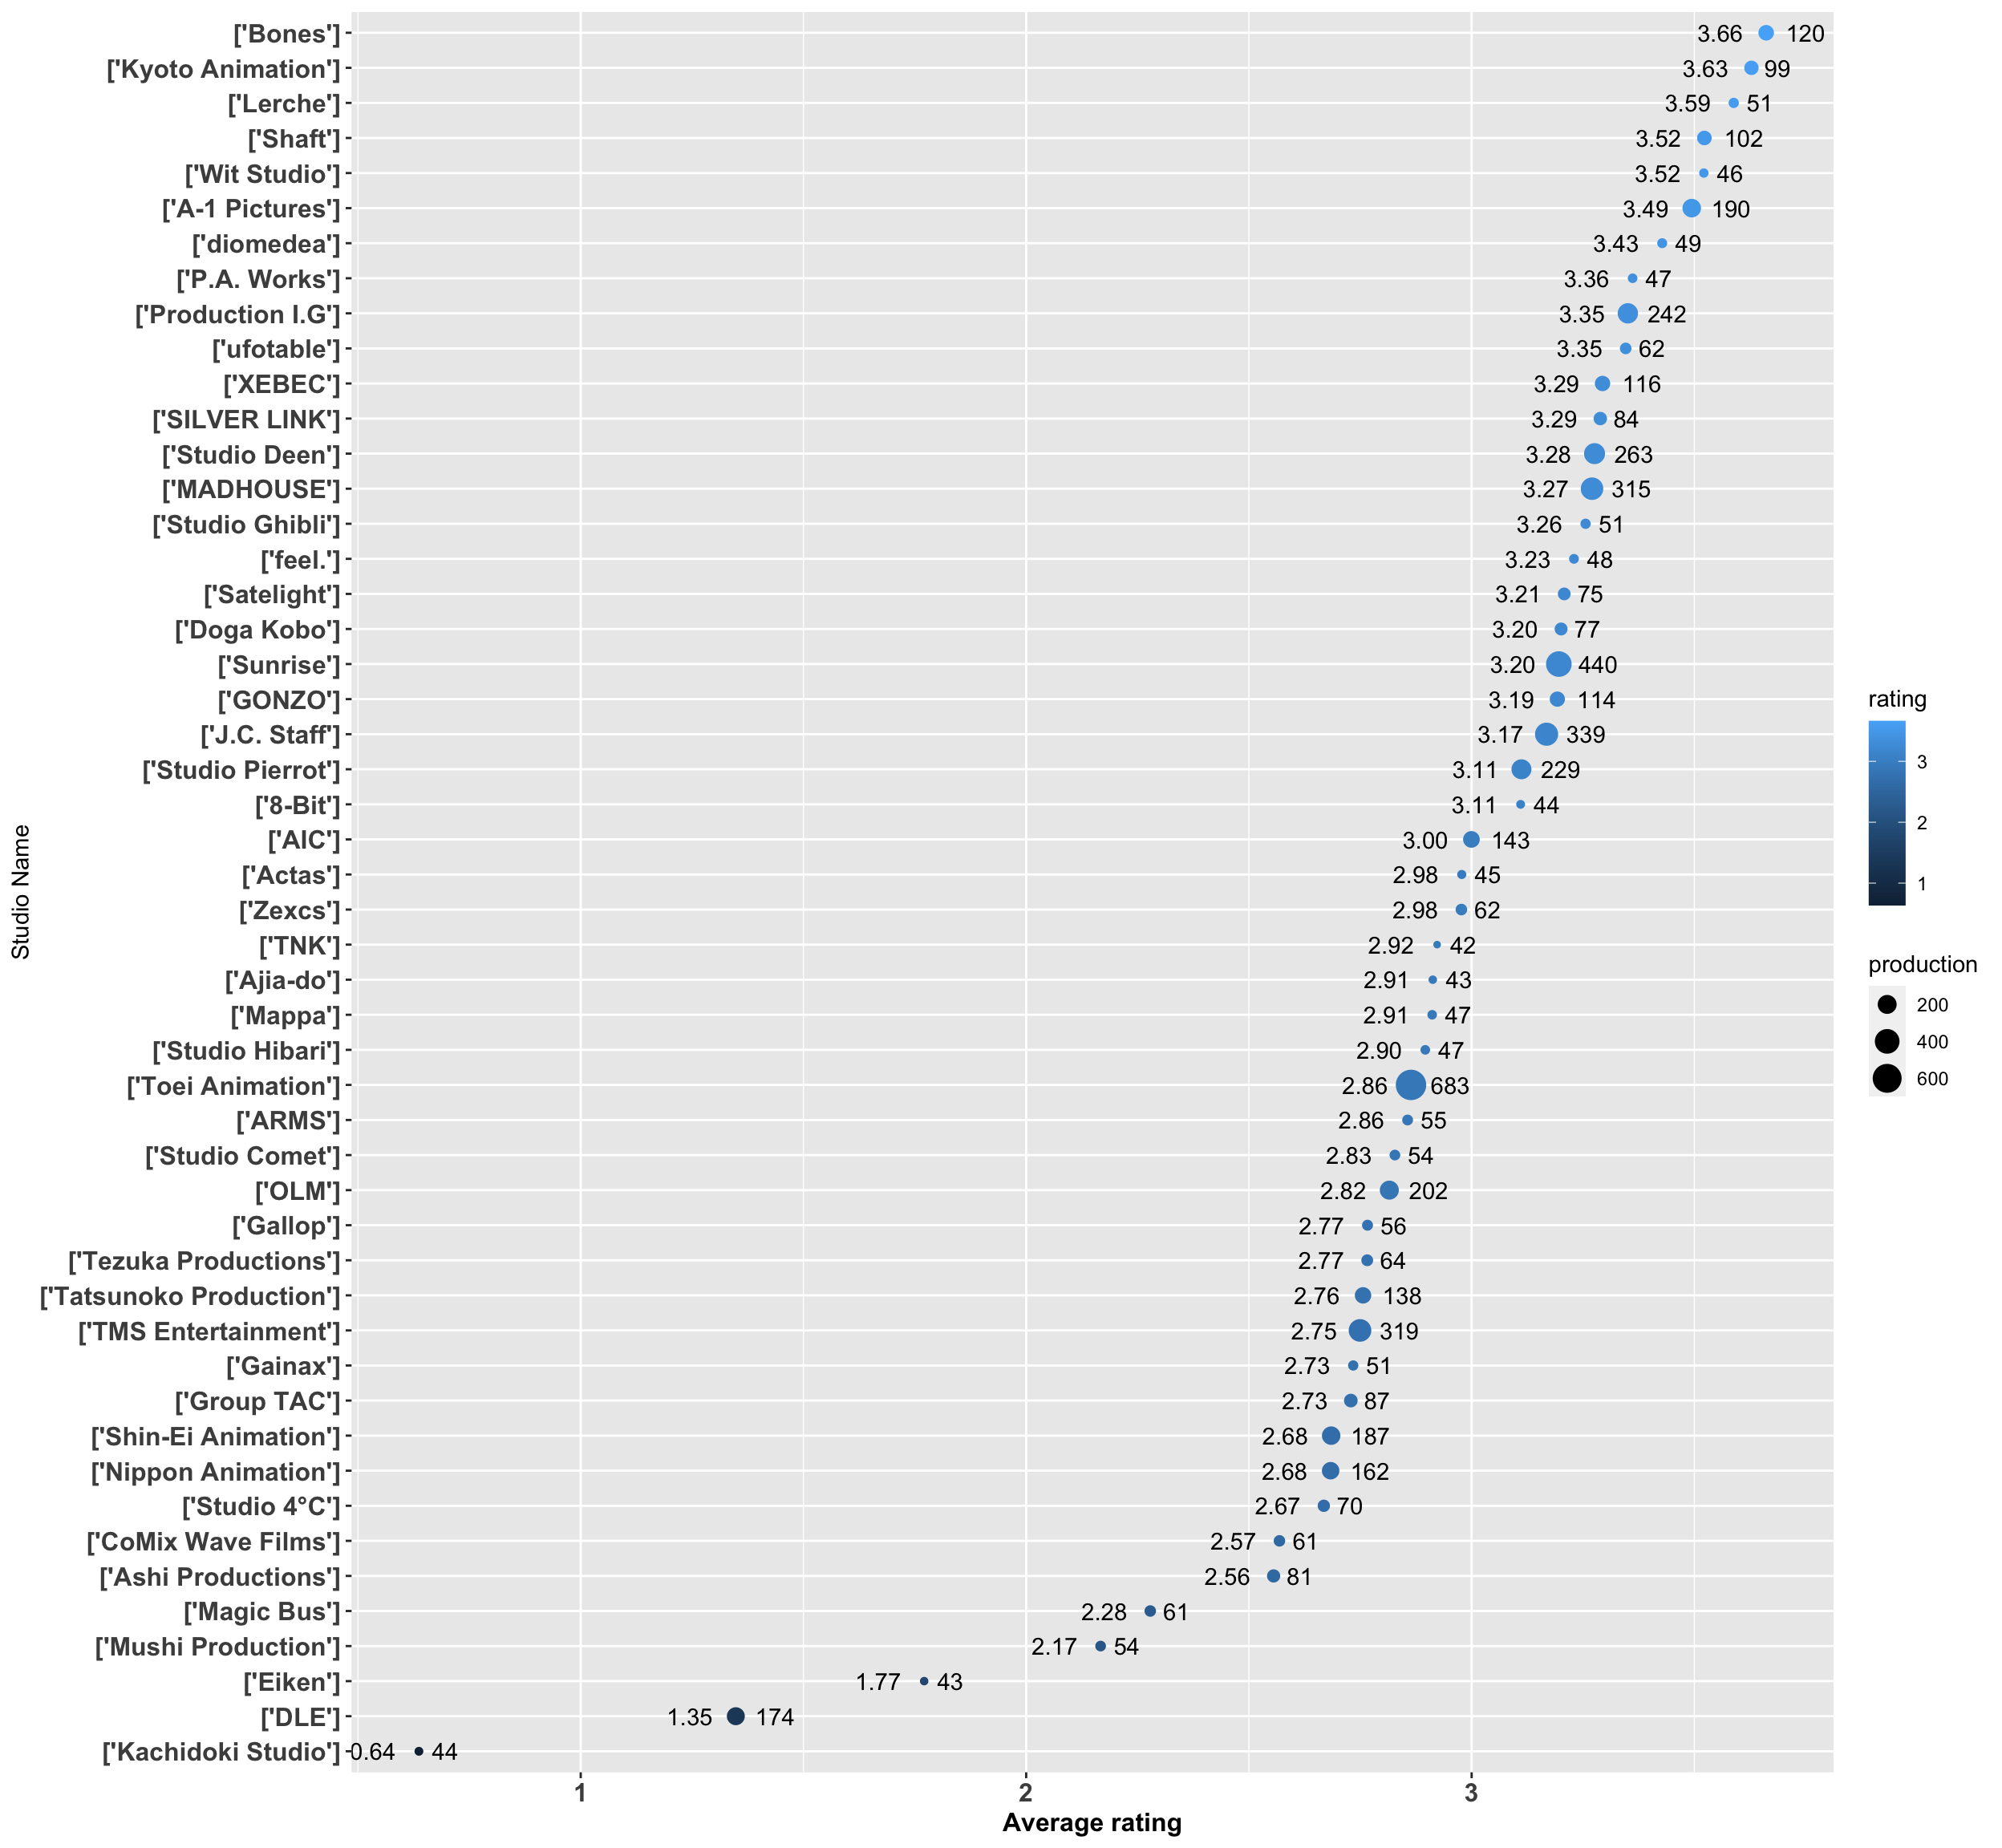 ['Bones'] 3.66 120
['Kyoto Animation'] 3.63 99
['Lerche'] 3.59 51
['Shaft'] 3.52 102
['Wit Studio'] 3.52 46
['A-1 Pictures'] 3.49 190
['diomedea'] 3.43 49
['P.A. Works'] 3.36 47
['Production I.G'] 3.35 242
['ufotable'] 3.35 62
['XEBEC'] 3.29 116
['SILVER LINK'] 3.29 84
['Studio Deen'] 3.28 263
['MADHOUSE'] 3.27 315
['Studio Ghibli'] 3.26 51
['feel.'] 3.23 48
['Satelight'] 3.21 75
['Doga Kobo'] 3.20 77
['Sunrise'] 3.20 440
['GONZO'] 3.19 114
['J.C. Staff'] 3.17 339
['Studio Pierrot'] 3.11 229
['8-Bit'] 3.11 44
['AIC'] 3.00 143
['Actas'] 2.98 45
['Zexcs'] 2.98 62
['TNK'] 2.92 42
['Ajia-do'] 2.91 43
['Mappa'] 2.91 47
['Studio Hibari'] 2.90 47
['Toei Animation'] 2.86 683
['ARMS'] 2.86 55
['Studio Comet'] 2.83 54
['OLM'] 2.82 202
['Gallop'] 2.77 56
['Tezuka Productions'] 2.77 64
['Tatsunoko Production'] 2.76 138
['TMS Entertainment'] 2.75 319
['Gainax'] 2.73 51
['Group TAC'] 2.73 87
['Shin-Ei Animation'] 2.68 187
['Nippon Animation'] 2.68 162
['Studio 4°C'] 2.67 70
['CoMix Wave Films'] 2.57 61
['Ashi Productions'] 2.56 81
['Magic Bus'] 2.28 61
['Mushi Production'] 2.17 54
['Eiken'] 1.77 43
['DLE'] 1.35 174
['Kachidoki Studio'] 0.64 44
1 2 3
Average rating
Studio Name
rating
3
2
1
production
200
400
600